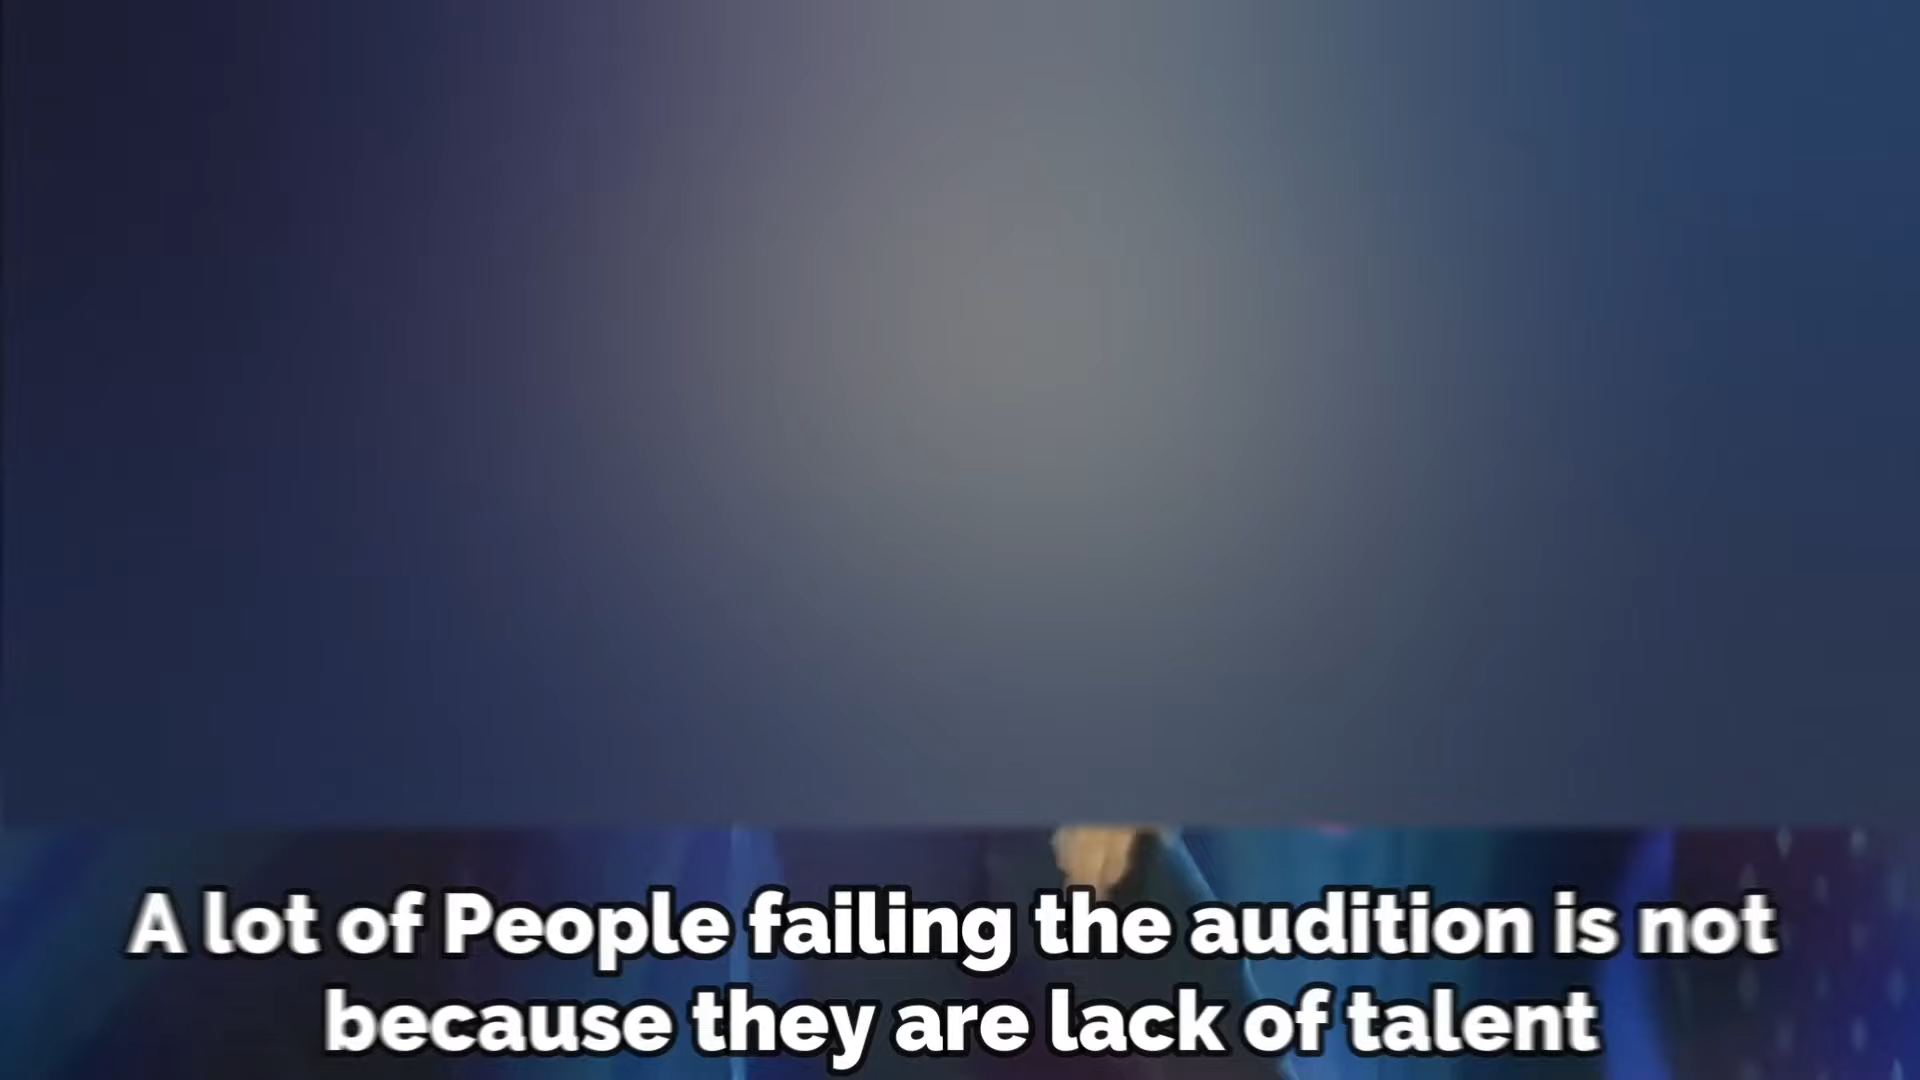 A lot of People failing the audition is not
because they are lack of talent